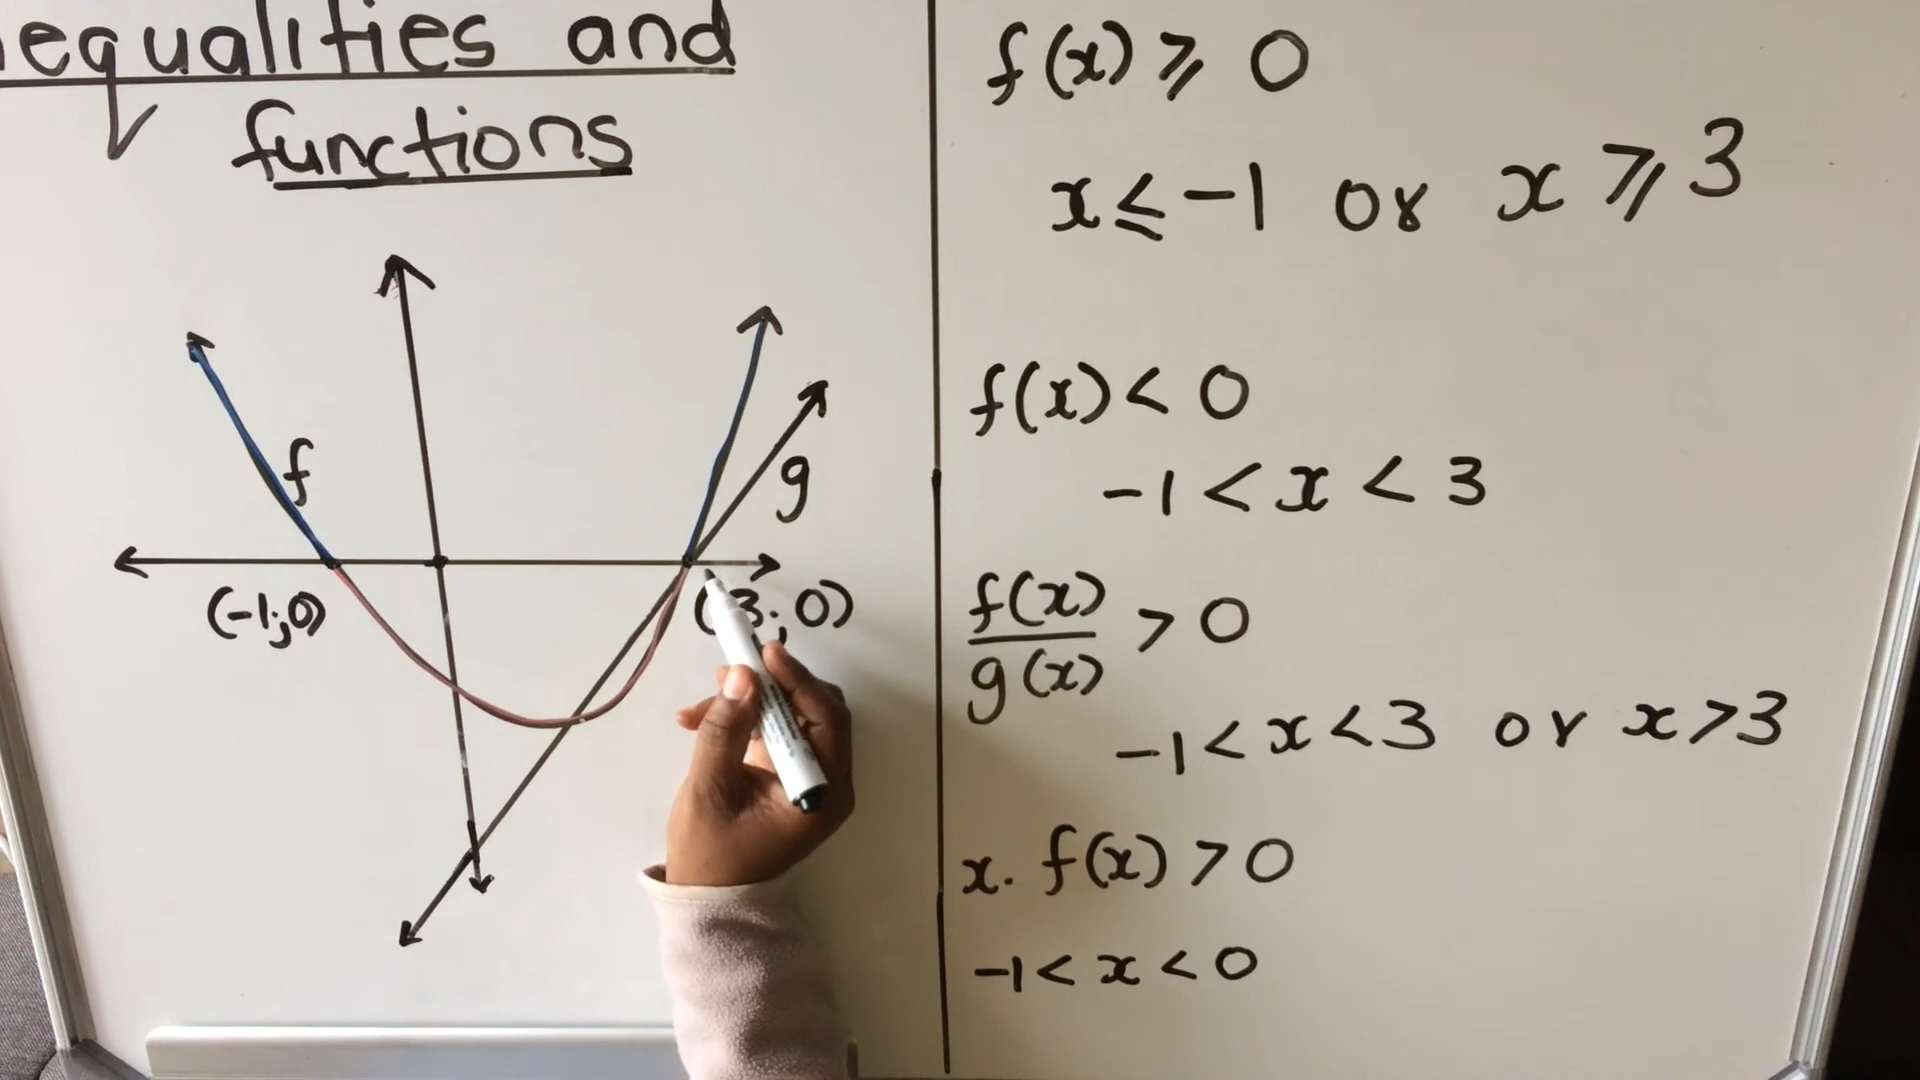 equalities and
functions
f
g
(-1;0)
(3;0)
f(x) ⩾ 0
x ≤ -1 or x ⩾ 3
f(x) < 0
-1 < x < 3
f(x)
g(x) > 0
-1 < x < 3 or x > 3
x. f(x) > 0
-1 < x < 0